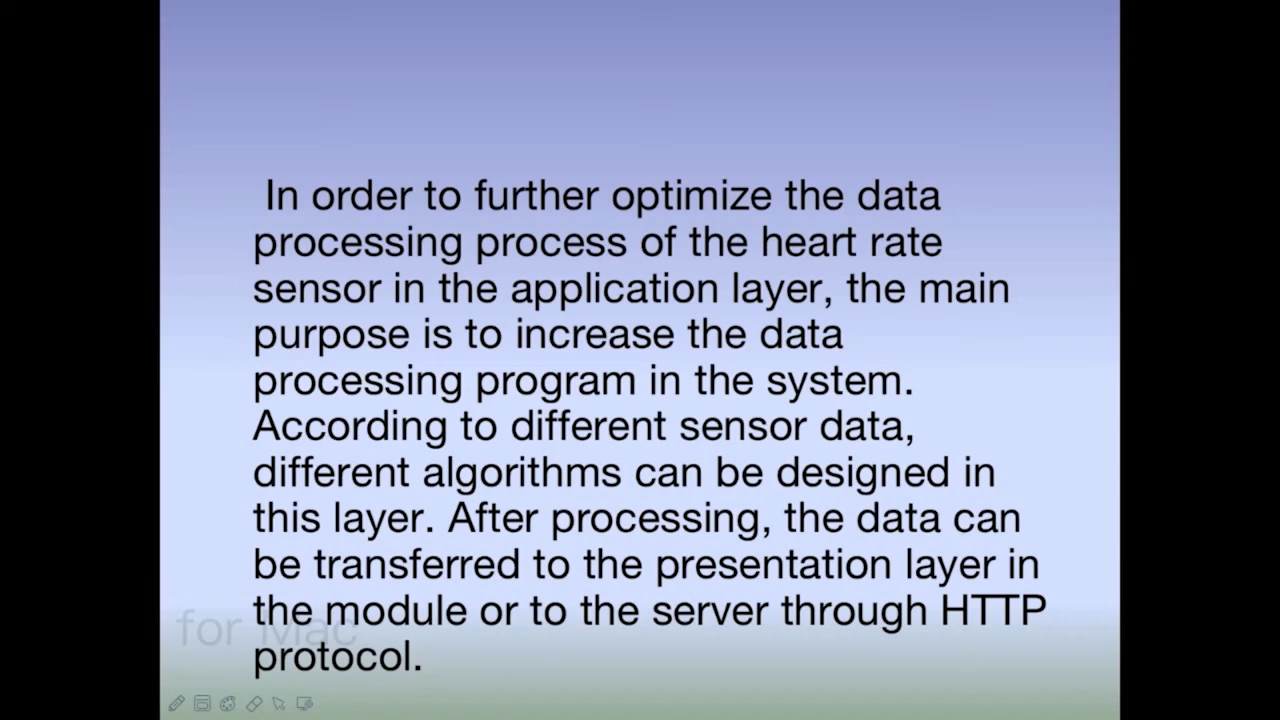 In order to further optimize the data
processing process of the heart rate
sensor in the application layer, the main
purpose is to increase the data
processing program in the system.
According to different sensor data,
different algorithms can be designed in
this layer. After processing, the data can
be transferred to the presentation layer in
the module or to the server through HTTP
protocol.
for Mac